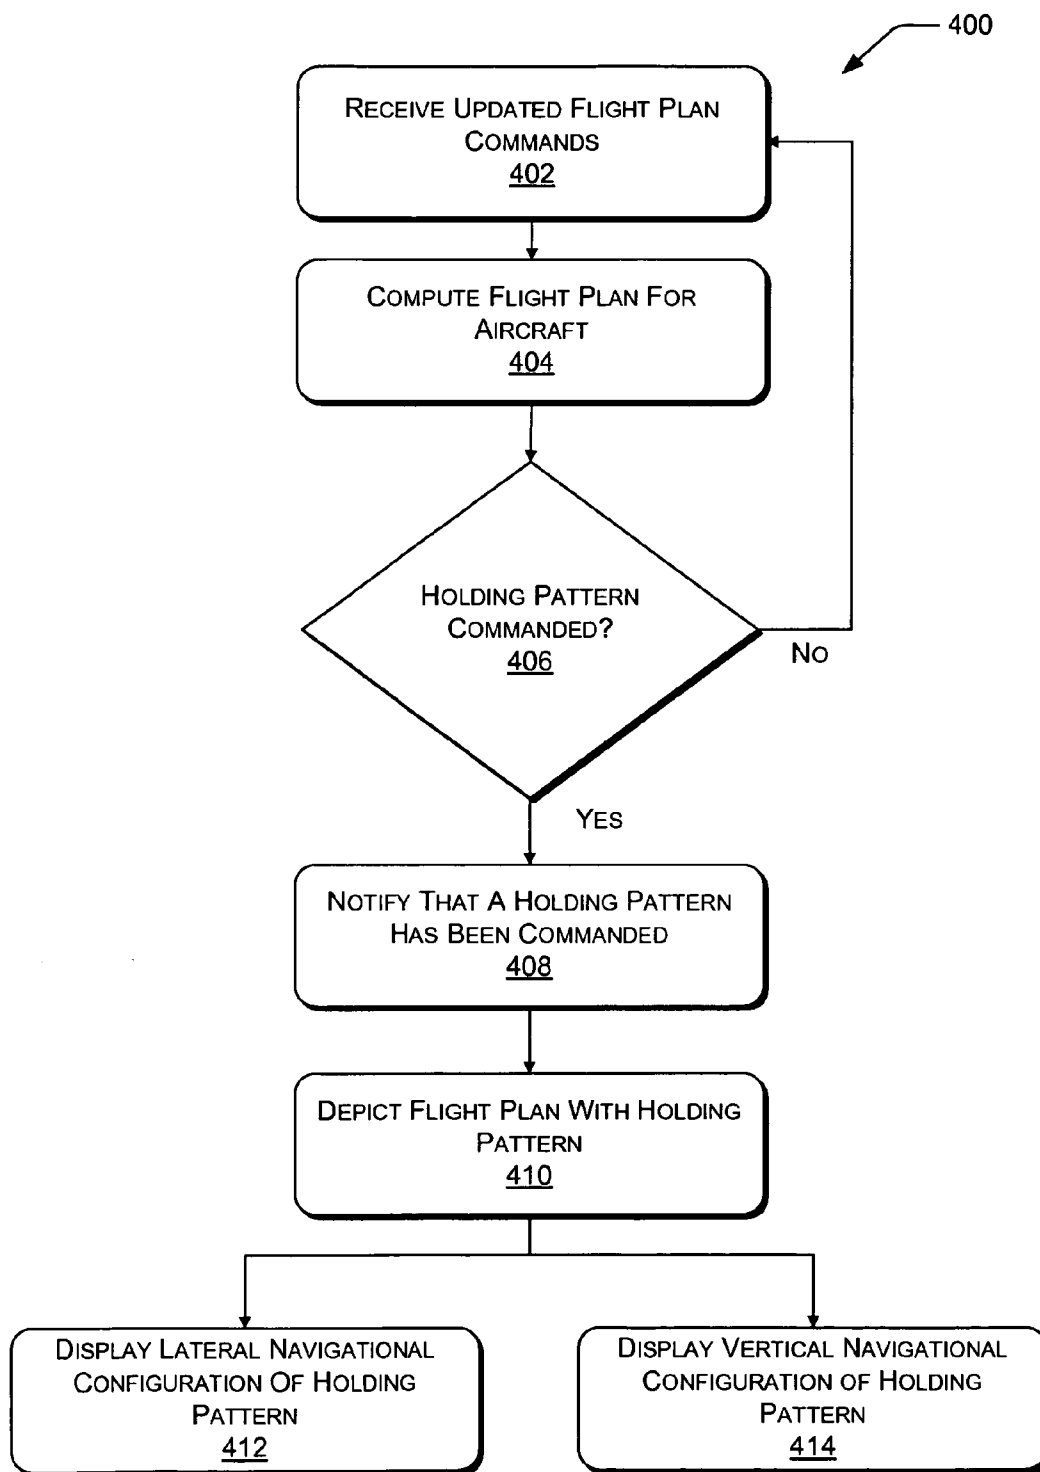 400
RECEIVE UPDATED FLIGHT PLAN
COMMANDS
402
COMPUTE FLIGHT PLAN FOR
AIRCRAFT
404
HOLDING PATTERN
COMMANDED?
406
NO
YES
NOTIFY THAT A HOLDING PATTERN
HAS BEEN COMMANDED
408
DEPICT FLIGHT PLAN WITH HOLDING
PATTERN
410
DISPLAY LATERAL NAVIGATIONAL
CONFIGURATION OF HOLDING
PATTERN
412
DISPLAY VERTICAL NAVIGATIONAL
CONFIGURATION OF HOLDING
PATTERN
414